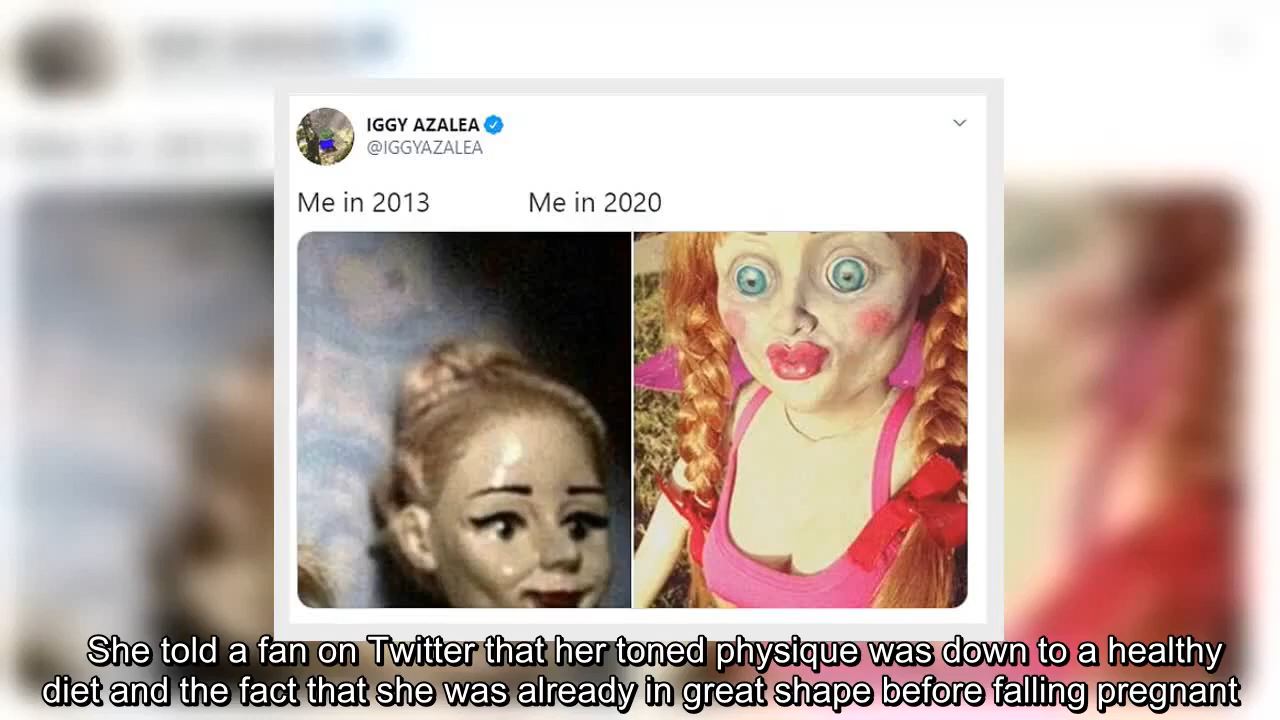 IGGY AZALEA
@IGGYAZALEA
Me in 2013 Me in 2020
She told a fan on Twitter that her toned physique was down to a healthy
diet and the fact that she was already in great shape before falling pregnant